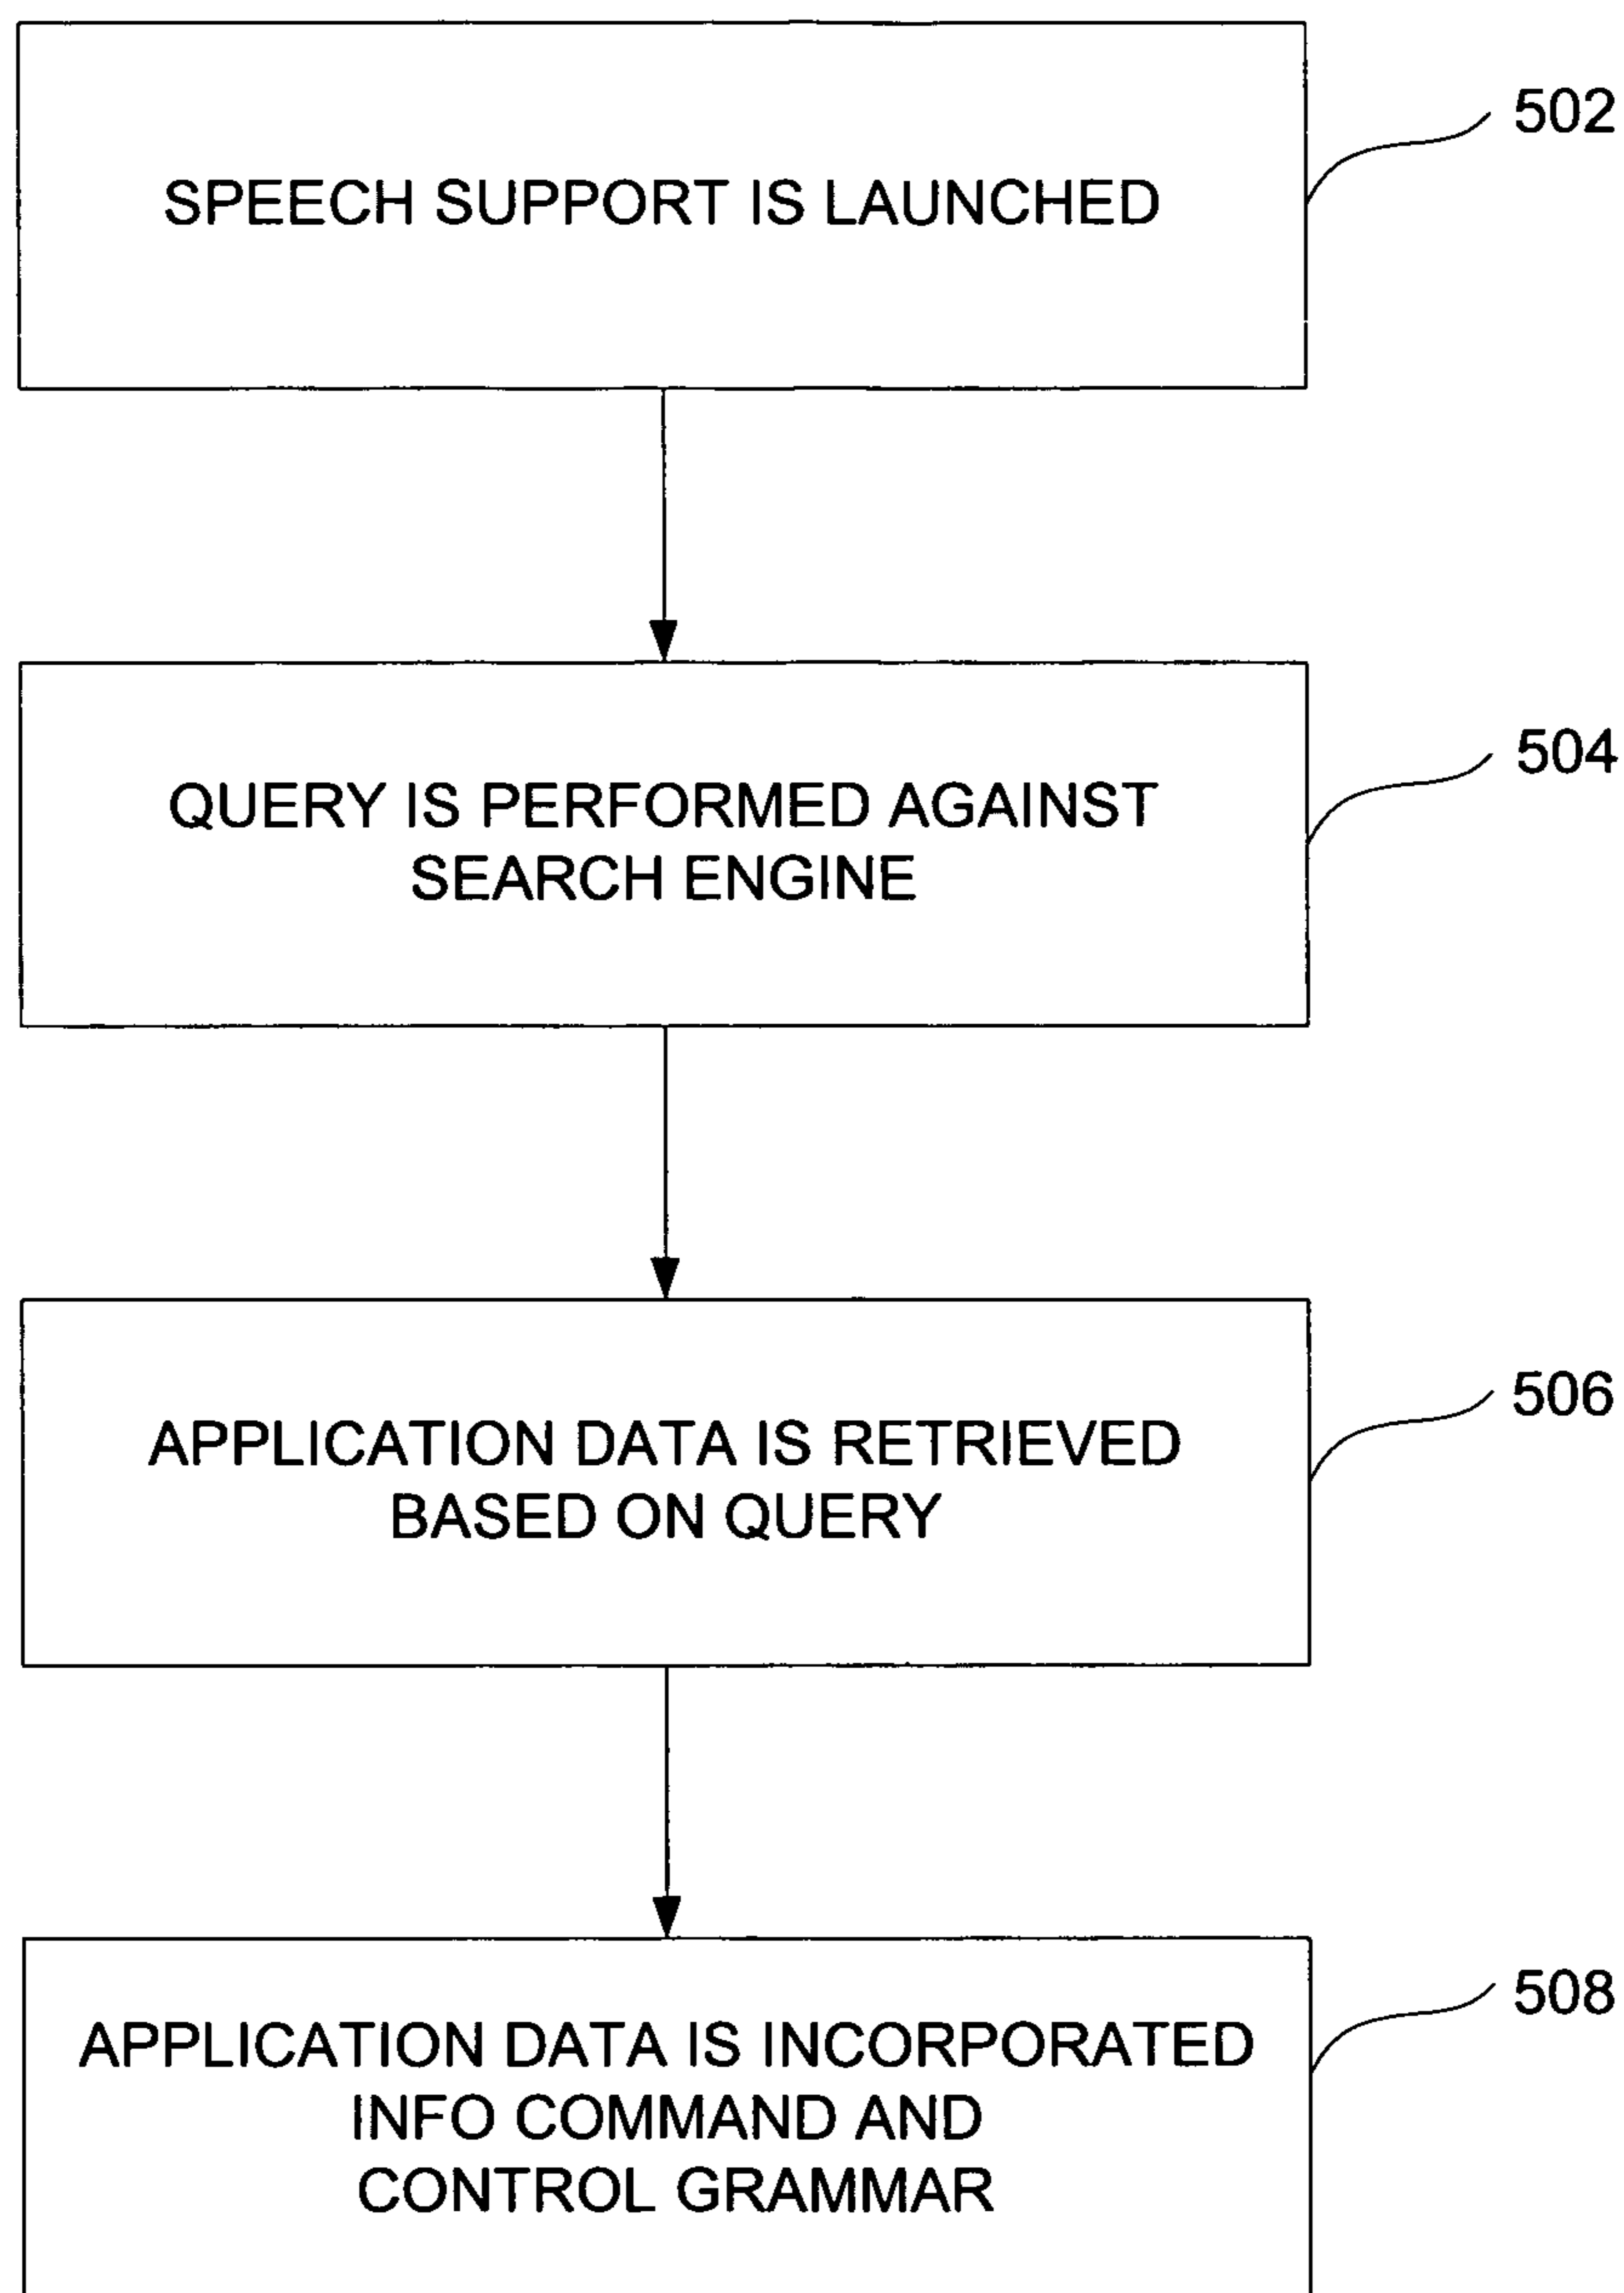 502
SPEECH SUPPORT IS LAUNCHED
504
QUERY IS PERFORMED AGAINST
SEARCH ENGINE
506
APPLICATION DATA IS RETRIEVED
BASED ON QUERY
508
APPLICATION DATA IS INCORPORATED
INFO COMMAND AND
CONTROL GRAMMAR